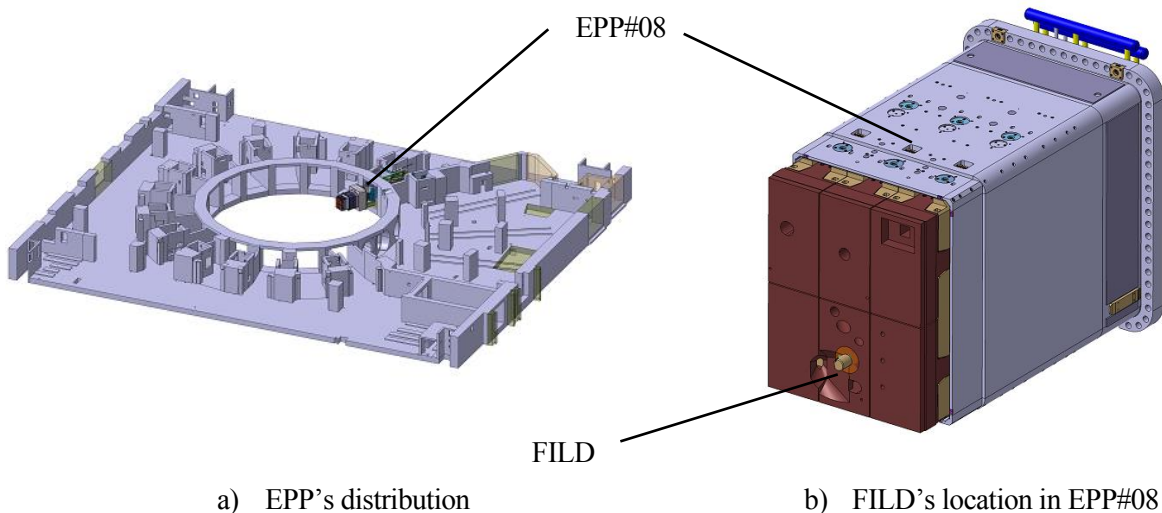 EPP#08
FILD
a) EPP's distribution
b) FILD's location in EPP#08